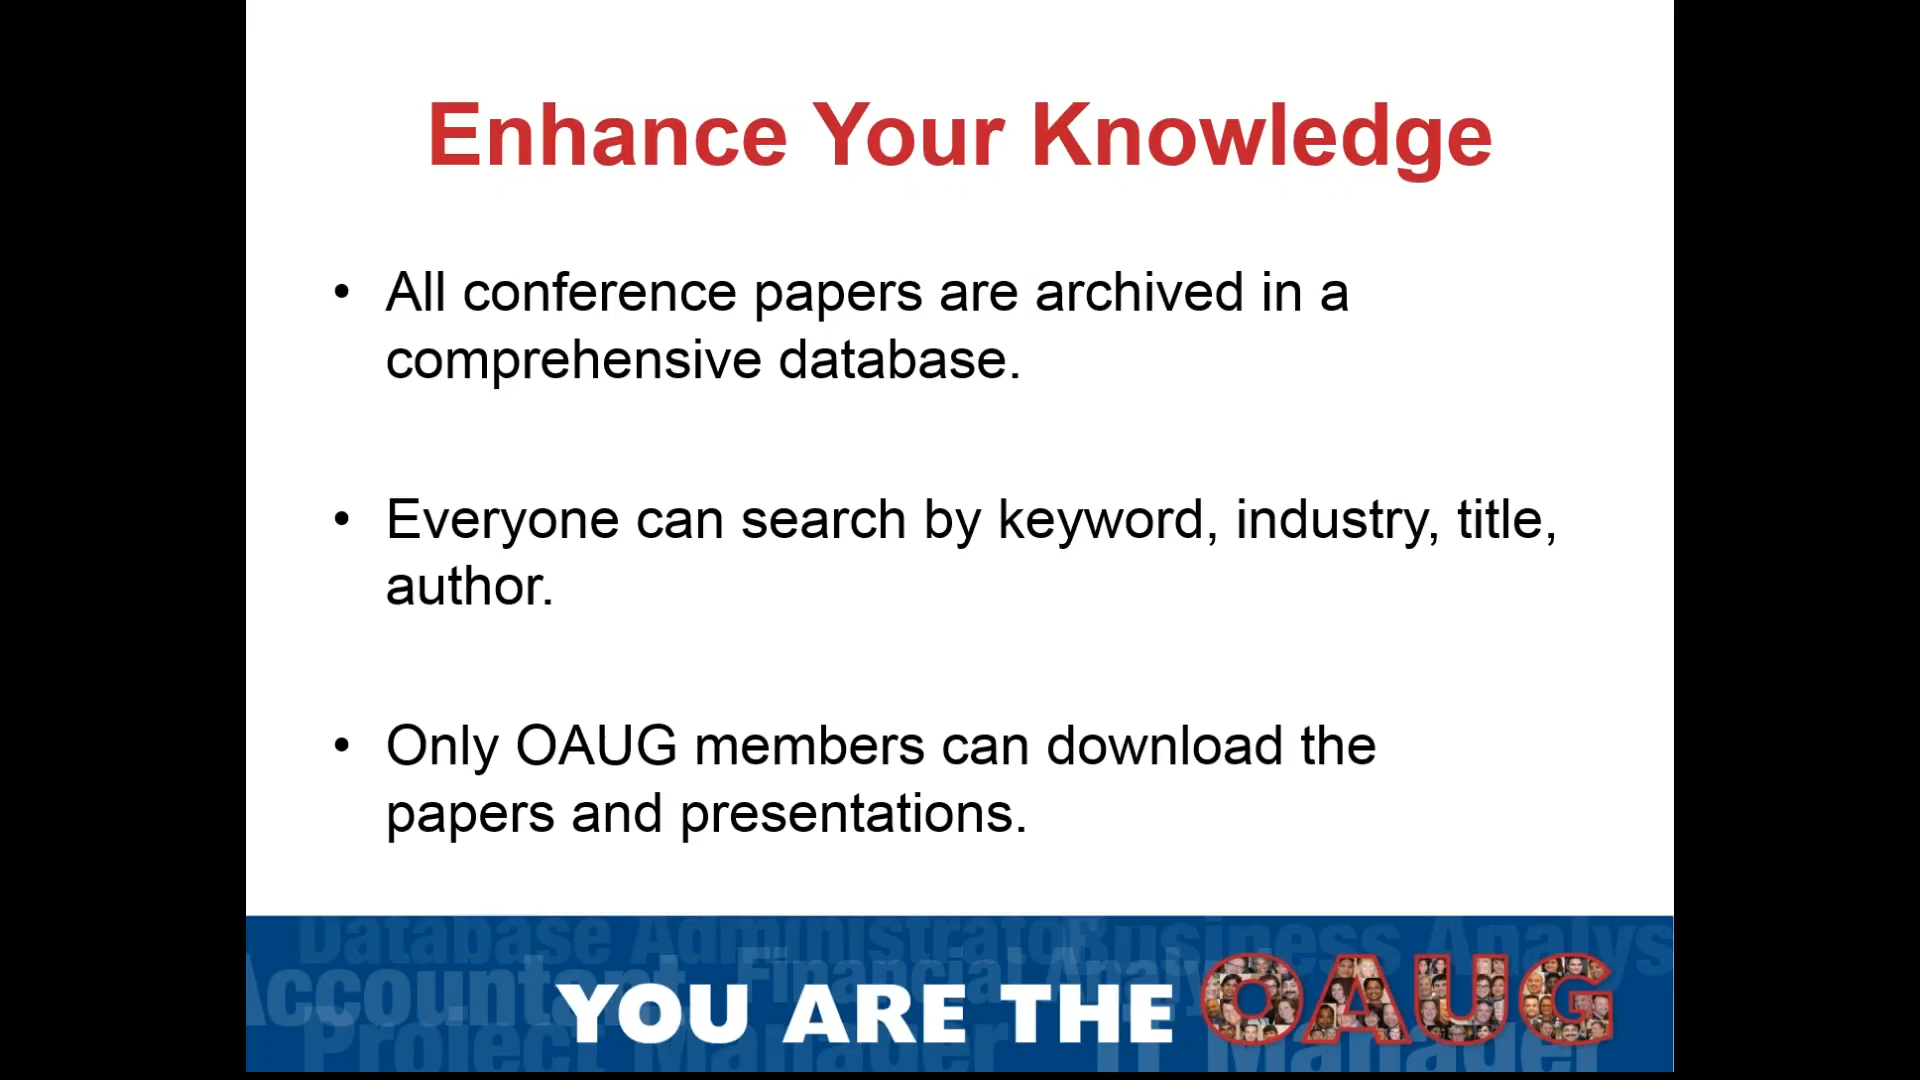 Enhance Your Knowledge
• All conference papers are archived in a
comprehensive database.
• Everyone can search by keyword, industry, title,
author.
• Only OAUG members can download the
papers and presentations.
Database Administrator Business Analys
Accountant Financial Analy
YOU ARE THE OAUG
Project Manager IT Manager